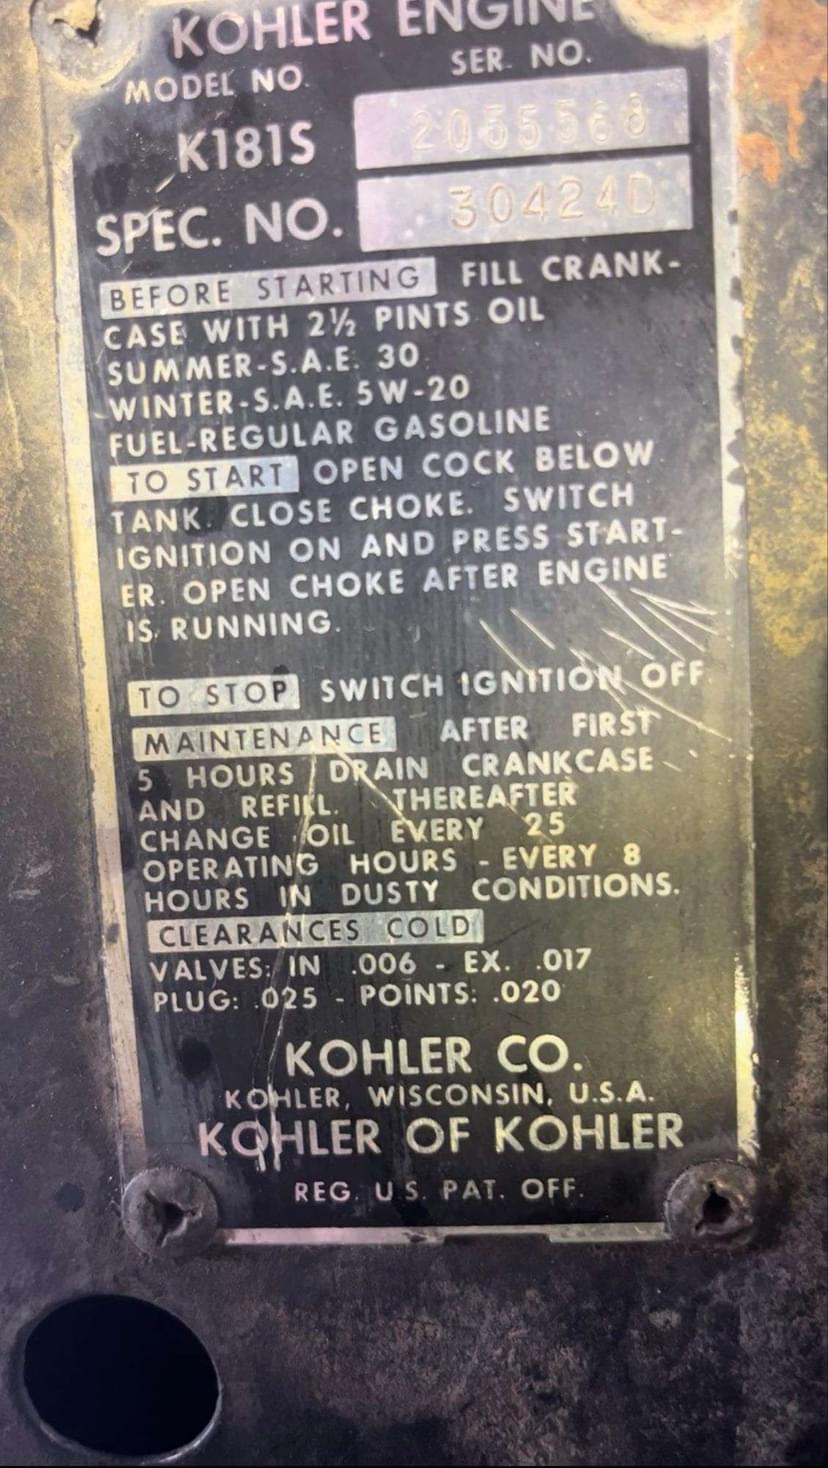 KOHLER ENGINE
MODEL NO. SER. NO.
K181S 2055568
SPEC. NO. 30424D
BEFORE STARTING FILL CRANK-
CASE WITH 2½ PINTS OIL
SUMMER-S.A.E. 30
WINTER-S.A.E. 5W-20
FUEL-REGULAR GASOLINE
TO START OPEN COCK BELOW
TANK. CLOSE CHOKE. SWITCH
IGNITION ON AND PRESS START-
ER. OPEN CHOKE AFTER ENGINE
IS RUNNING.
TO STOP SWITCH IGNITION OFF
MAINTENANCE AFTER FIRST
5 HOURS DRAIN CRANKCASE
AND REFILL. THEREAFTER
CHANGE OIL EVERY 25
OPERATING HOURS - EVERY 8
HOURS IN DUSTY CONDITIONS.
CLEARANCES COLD
VALVES: IN .006 - EX. .017
PLUG: .025 - POINTS: .020
KOHLER CO.
KOHLER, WISCONSIN, U.S.A.
KOHLER OF KOHLER
REG. U.S. PAT. OFF.